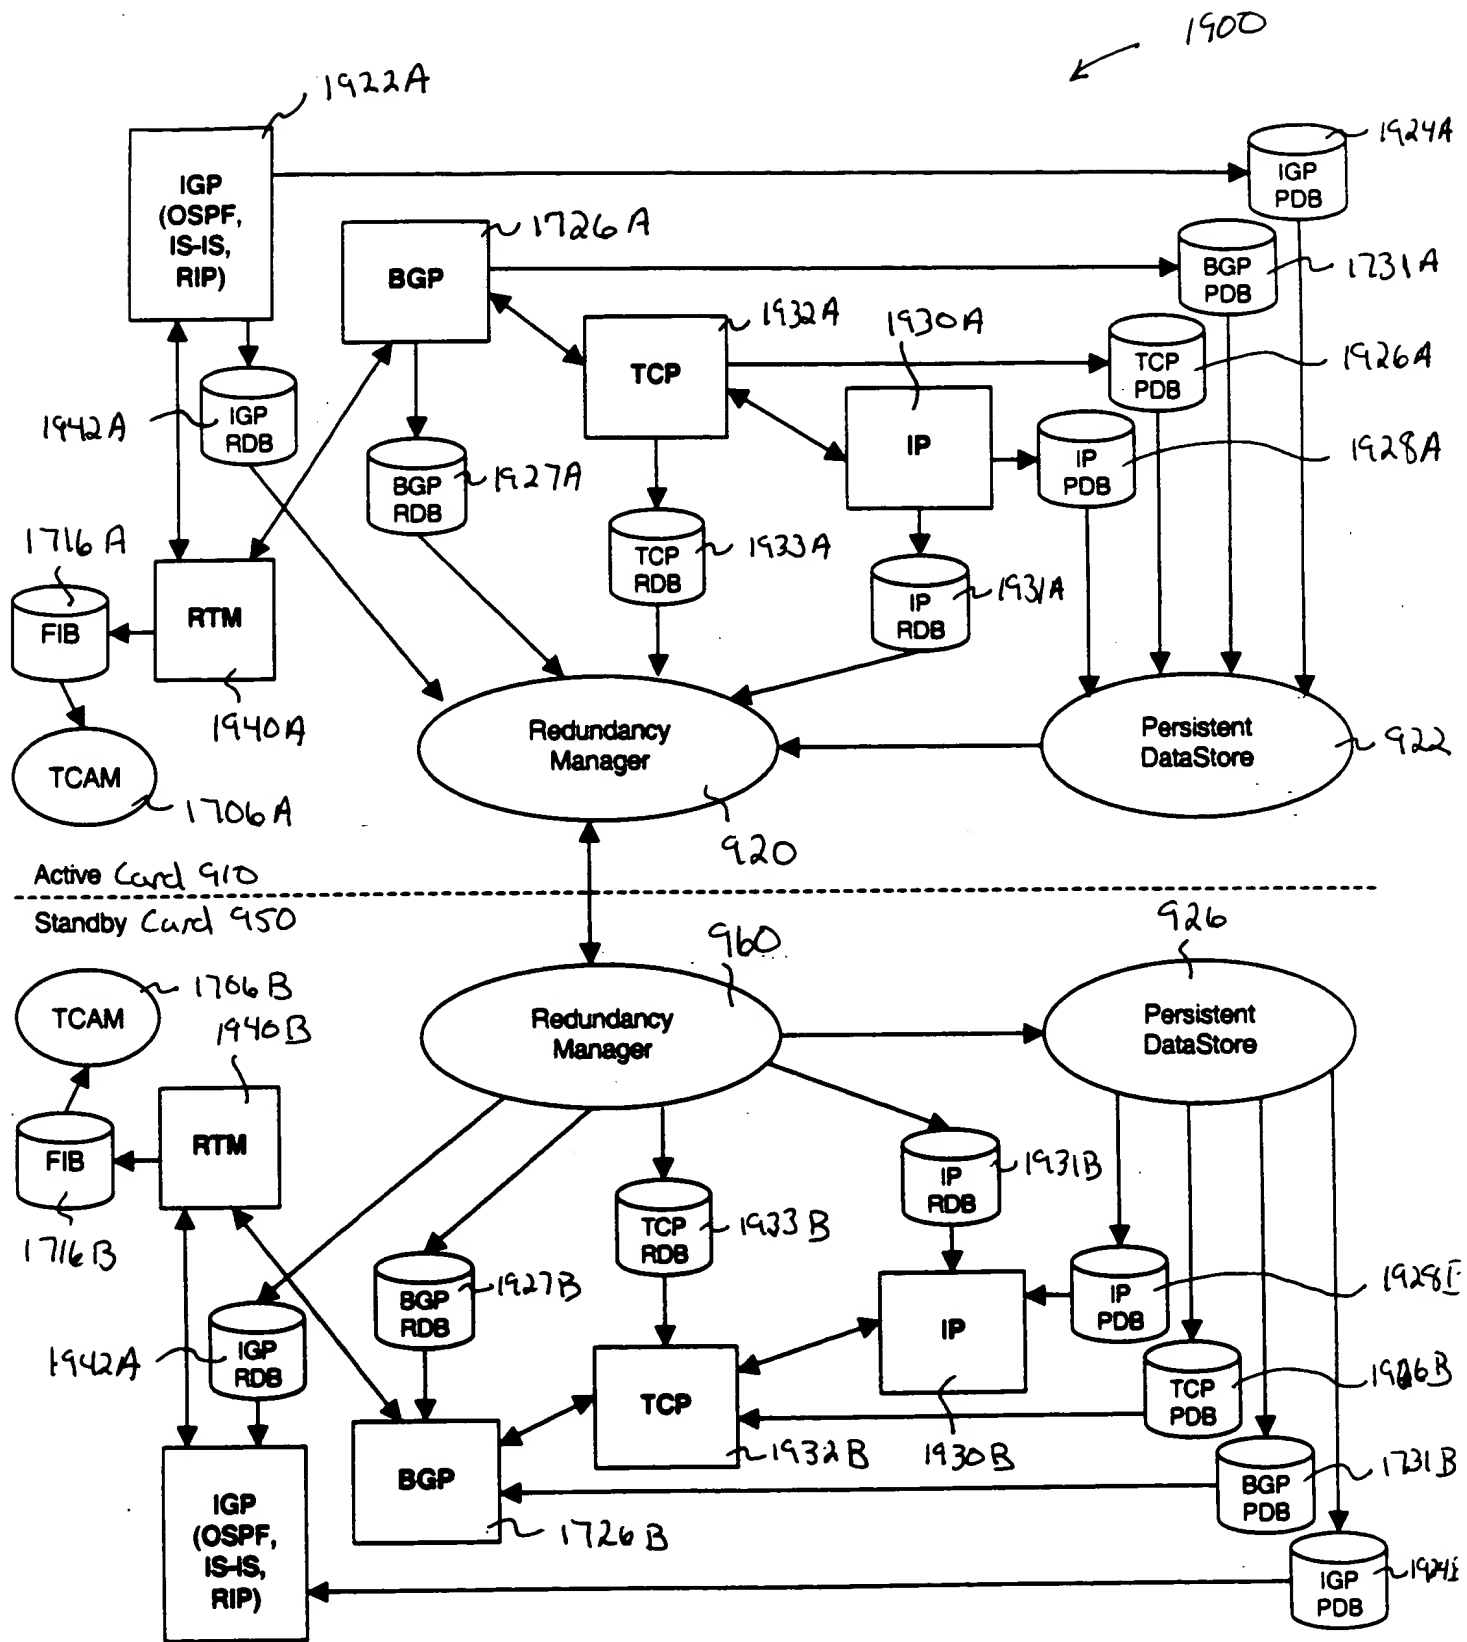 1900
1922A
1924A
IGP
(OSPF,
IS-IS,
RIP)
IGP
PDB
1726A
BGP
BGP
PDB
1731A
1932A
1930A
TCP
TCP
PDB
1926A
1942A
IGP
RDB
IP
IP
PDB
1928A
BGP
RDB
1927A
1716A
TCP
RDB
1933A
IP
RDB
1931A
FIB
RTM
1940A
Redundancy
Manager
Persistent
DataStore
922
TCAM
1706A
920
Active Card 910
Standby Card 950
960
926
1706B
TCAM
1940B
Redundancy
Manager
Persistent
DataStore
FIB
RTM
IP
RDB
1931B
1716B
TCP
RDB
1933B
BGP
RDB
1927B
IP
IP
PDB
1942A
IGP
RDB
TCP
TCP
PDB
1926B
1932B
1930B
BGP
BGP
PDB
1731B
1726B
IGP
(OSPF,
IS-IS,
RIP)
IGP
PDB